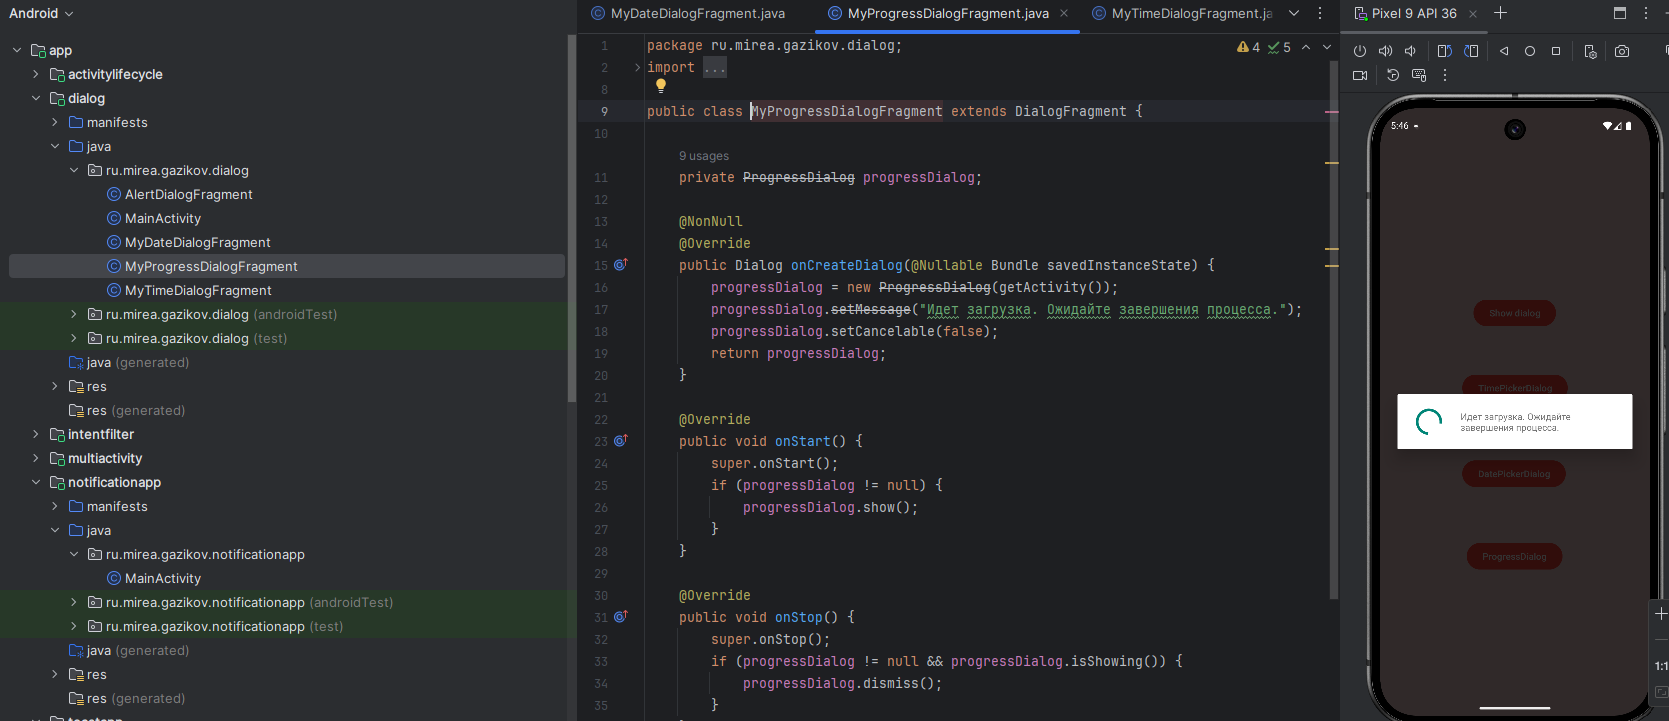 Android
app
activitylifecycle
dialog
manifests
java
ru.mirea.gazikov.dialog
AlertDialogFragment
MainActivity
MyDateDialogFragment
MyProgressDialogFragment
MyTimeDialogFragment
ru.mirea.gazikov.dialog (androidTest)
ru.mirea.gazikov.dialog (test)
java (generated)
res
res (generated)
intentfilter
multiactivity
notificationapp
manifests
java
ru.mirea.gazikov.notificationapp
MainActivity
ru.mirea.gazikov.notificationapp (androidTest)
ru.mirea.gazikov.notificationapp (test)
java (generated)
res
res (generated)
MyDateDialogFragment.java MyProgressDialogFragment.java MyTimeDialogFragment.ja
4 5
1 package ru.mirea.gazikov.dialog;
2 import ...
8
9 public class MyProgressDialogFragment extends DialogFragment {
10
9 usages
11 private ProgressDialog progressDialog;
12
13 @NonNull
14 @Override
15 public Dialog onCreateDialog(@Nullable Bundle savedInstanceState) {
16 progressDialog = new ProgressDialog(getActivity());
17 progressDialog.setMessage("Идет загрузка. Ожидайте завершения процесса.");
18 progressDialog.setCancelable(false);
19 return progressDialog;
20 }
21
22 @Override
23 public void onStart() {
24 super.onStart();
25 if (progressDialog != null) {
26 progressDialog.show();
27 }
28 }
29
30 @Override
31 public void onStop() {
32 super.onStop();
33 if (progressDialog != null && progressDialog.isShowing()) {
34 progressDialog.dismiss();
35 }
Pixel 9 API 36
5:46
Show dialog
TimePickerDialog
Идет загрузка. Ожидайте
завершения процесса.
DatePickerDialog
ProgressDialog
1:1